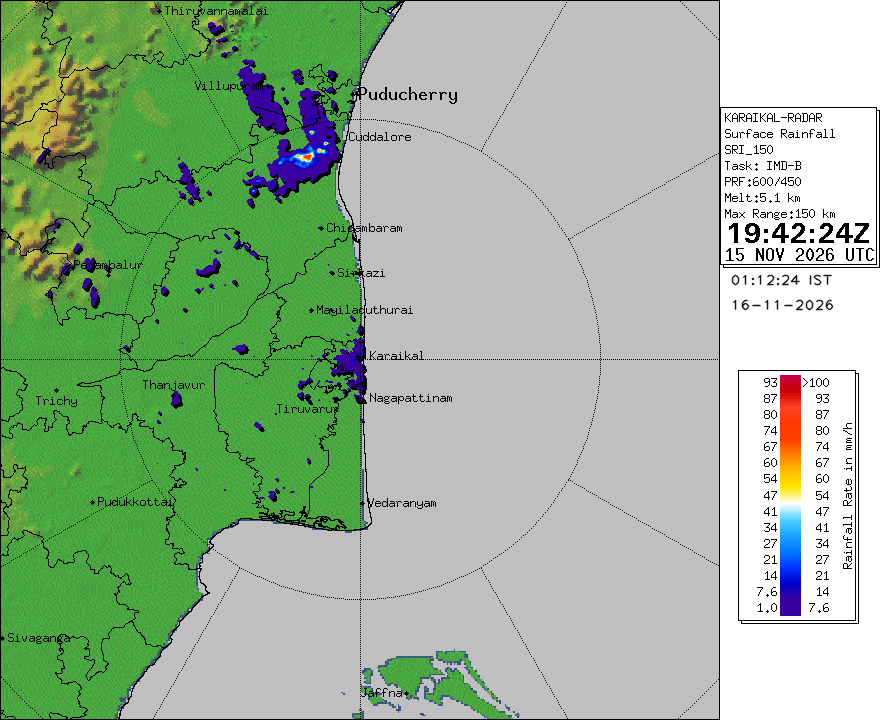 Thiruvannamalai
Villupuram
Puducherry
Cuddalore
Chidambaram
Perambalur
Sirkazi
Mayiladuthurai
Karaikal
Thanjavur
Trichy
Nagapattinam
Tiruvarur
Pudukkottai
Vedaranyam
Sivaganga
Jaffna
KARAIKAL-RADAR
Surface Rainfall
SRI_150
Task: IMD-B
PRF:600/450
Melt:5.1 km
Max Range:150 km
19:42:24Z
15 NOV 2026 UTC
01:12:24 IST
16-11-2026
93 >100
87 93
80 87
74 80
67 74
60 67
54 60
47 54
41 47
34 41
27 34
21 27
14 21
7.6 14
1.0 7.6
Rainfall Rate in mm/h